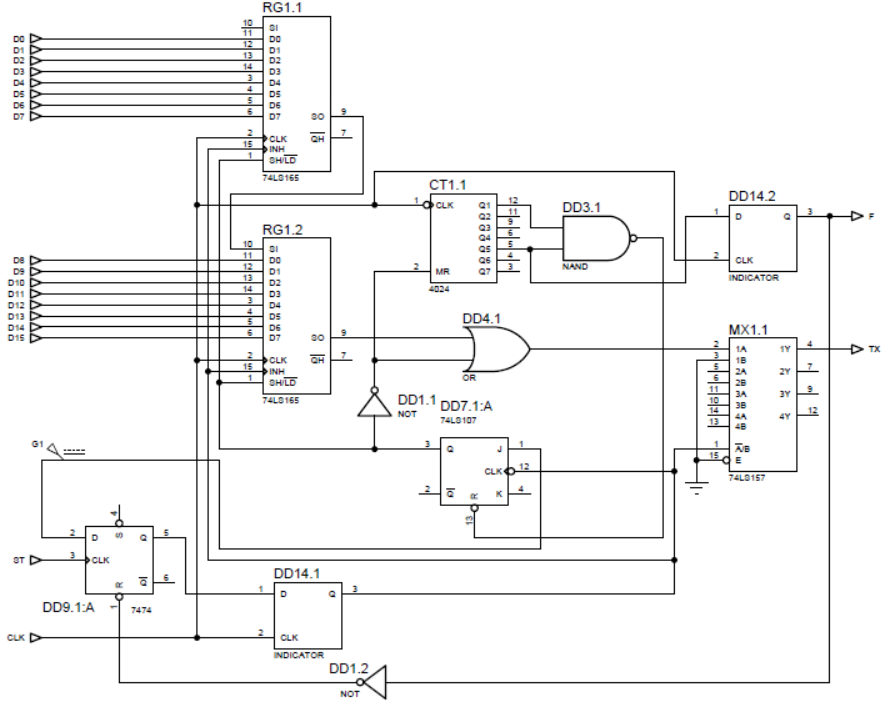 RG1.1
10 SI
D0 11 D0
D1 12 D1
D2 13 D2
D3 14 D3
D4 3 D4
D5 4 D5
D6 5 D6
D7 6 D7 SO 9
2 CLK QH 7
15 INH
1 SH/LD
74LS165
CT1.1
1 CLK Q1 12
Q2 11
Q3 9
Q4 6
Q5 5
Q6 4
2 MR Q7 3
4024
DD3.1
NAND
DD14.2
1 D Q 3 F
2 CLK
INDICATOR
RG1.2
10 SI
D8 11 D0
D9 12 D1
D10 13 D2
D11 14 D3
D12 3 D4
D13 4 D5
D14 5 D6
D15 6 D7 SO 9
2 CLK QH 7
15 INH
1 SH/LD
74LS165
DD4.1
OR
MX1.1
2 1A 1Y 4 TX
3 1B
5 2A 2Y 7
6 2B
11 3A 3Y 9
10 3B
14 4A 4Y 12
13 4B
1 A/B
15 E
74LS157
DD1.1
NOT
DD7.1:A
74LS107
3 Q J 1
CLK 12
2 Q K 4
R
13
G1
4
S
2 D Q 5
ST 3 CLK
Q 6
R
1
DD9.1:A 7474
DD14.1
1 D Q 3
CLK 2 CLK
INDICATOR
DD1.2
NOT